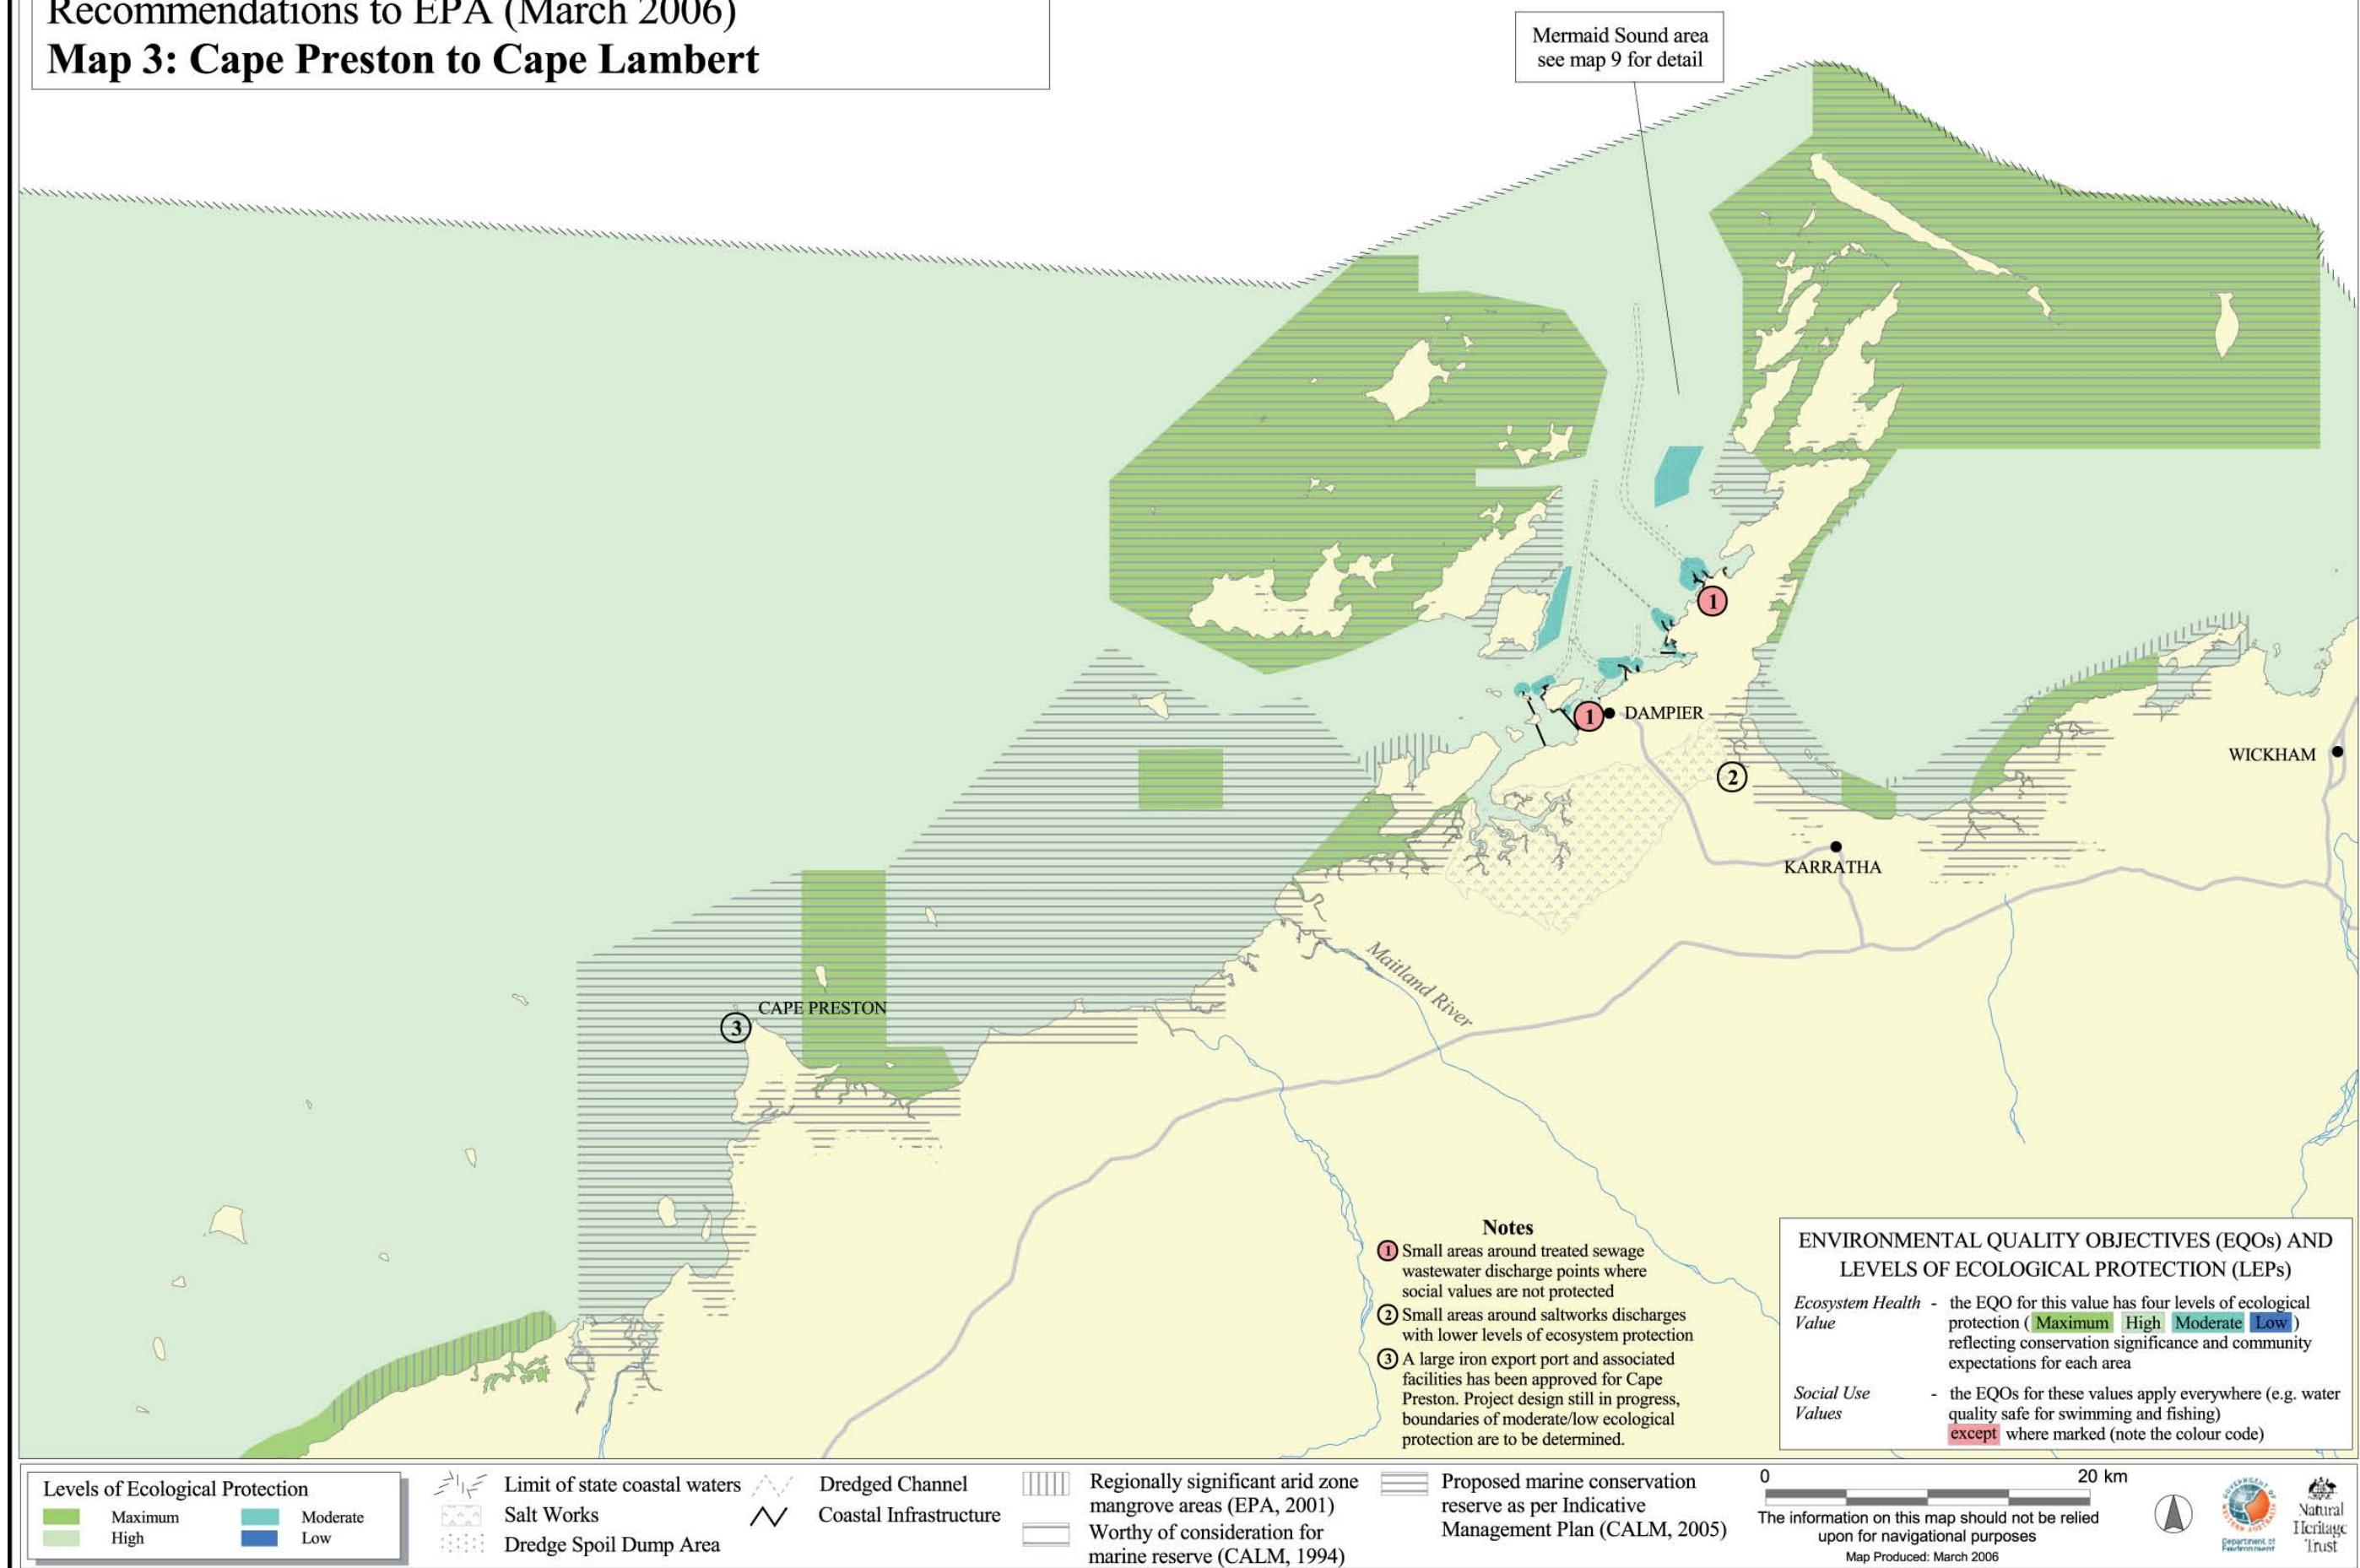 Recommendations to EPA (March 2006)
Map 3: Cape Preston to Cape Lambert
Mermaid Sound area
see map 9 for detail
1
1
DAMPIER
WICKHAM
2
KARRATHA
Maitland River
CAPE PRESTON
3
Notes
1 Small areas around treated sewage
wastewater discharge points where
social values are not protected
2 Small areas around saltworks discharges
with lower levels of ecosystem protection
3 A large iron export port and associated
facilities has been approved for Cape
Preston. Project design still in progress,
boundaries of moderate/low ecological
protection are to be determined.
ENVIRONMENTAL QUALITY OBJECTIVES (EQOs) AND
LEVELS OF ECOLOGICAL PROTECTION (LEPs)
Ecosystem Health - the EQO for this value has four levels of ecological
Value protection ( Maximum High Moderate Low )
reflecting conservation significance and community
expectations for each area
Social Use - the EQOs for these values apply everywhere (e.g. water
Values quality safe for swimming and fishing)
except where marked (note the colour code)
Levels of Ecological Protection
Maximum Moderate
High Low
Limit of state coastal waters
Salt Works
Dredge Spoil Dump Area
Dredged Channel
Coastal Infrastructure
Regionally significant arid zone
mangrove areas (EPA, 2001)
Worthy of consideration for
marine reserve (CALM, 1994)
Proposed marine conservation
reserve as per Indicative
Management Plan (CALM, 2005)
0 20 km
The information on this map should not be relied
upon for navigational purposes
Map Produced: March 2006
Department of
Environment
Natural
Heritage
Trust